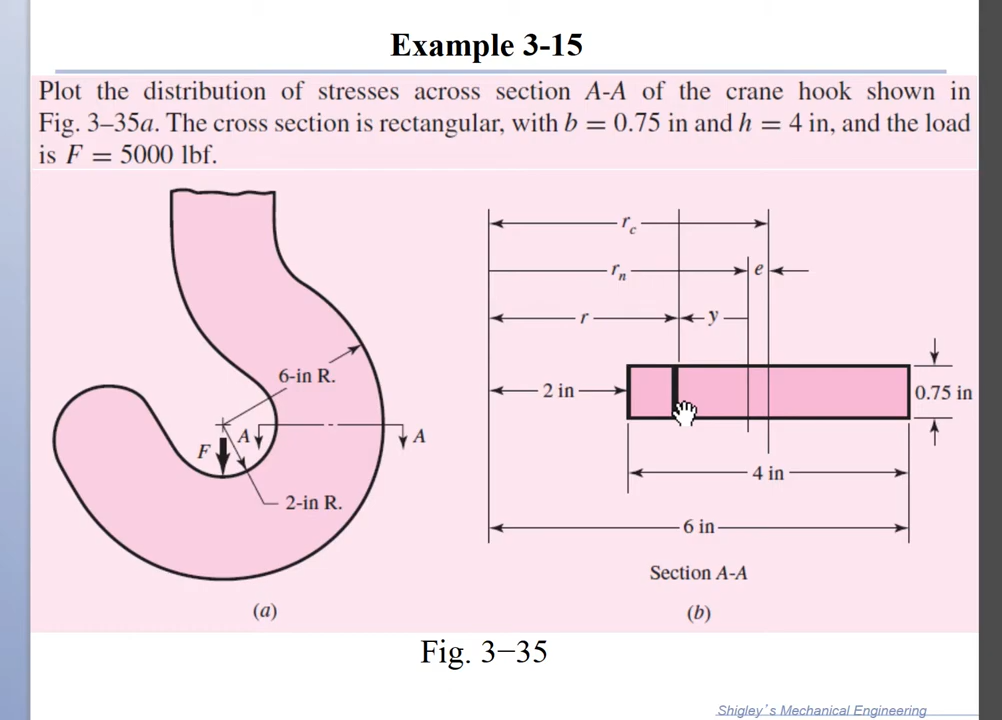 Example 3-15
Plot the distribution of stresses across section A-A of the crane hook shown in
Fig. 3–35a. The cross section is rectangular, with b = 0.75 in and h = 4 in, and the load
is F = 5000 lbf.
6-in R.
A
A
F
2-in R.
(a)
r_c
r_n
e
r
y
2 in
0.75 in
4 in
6 in
Section A-A
(b)
Fig. 3−35
Shigley's Mechanical Engineering